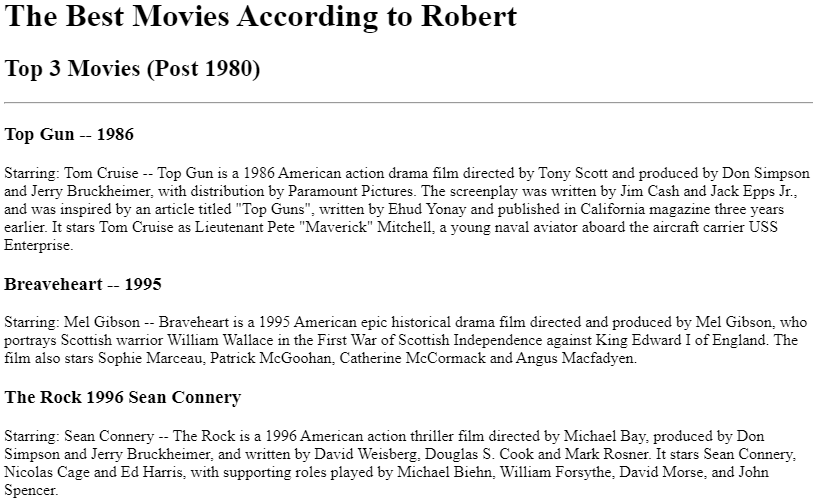 The Best Movies According to Robert
Top 3 Movies (Post 1980)
Top Gun -- 1986
Starring: Tom Cruise -- Top Gun is a 1986 American action drama film directed by Tony Scott and produced by Don Simpson
and Jerry Bruckheimer, with distribution by Paramount Pictures. The screenplay was written by Jim Cash and Jack Epps Jr.,
and was inspired by an article titled "Top Guns", written by Ehud Yonay and published in California magazine three years
earlier. It stars Tom Cruise as Lieutenant Pete "Maverick" Mitchell, a young naval aviator aboard the aircraft carrier USS
Enterprise.
Breaveheart -- 1995
Starring: Mel Gibson -- Braveheart is a 1995 American epic historical drama film directed and produced by Mel Gibson, who
portrays Scottish warrior William Wallace in the First War of Scottish Independence against King Edward I of England. The
film also stars Sophie Marceau, Patrick McGoohan, Catherine McCormack and Angus Macfadyen.
The Rock 1996 Sean Connery
Starring: Sean Connery -- The Rock is a 1996 American action thriller film directed by Michael Bay, produced by Don
Simpson and Jerry Bruckheimer, and written by David Weisberg, Douglas S. Cook and Mark Rosner. It stars Sean Connery,
Nicolas Cage and Ed Harris, with supporting roles played by Michael Biehn, William Forsythe, David Morse, and John
Spencer.